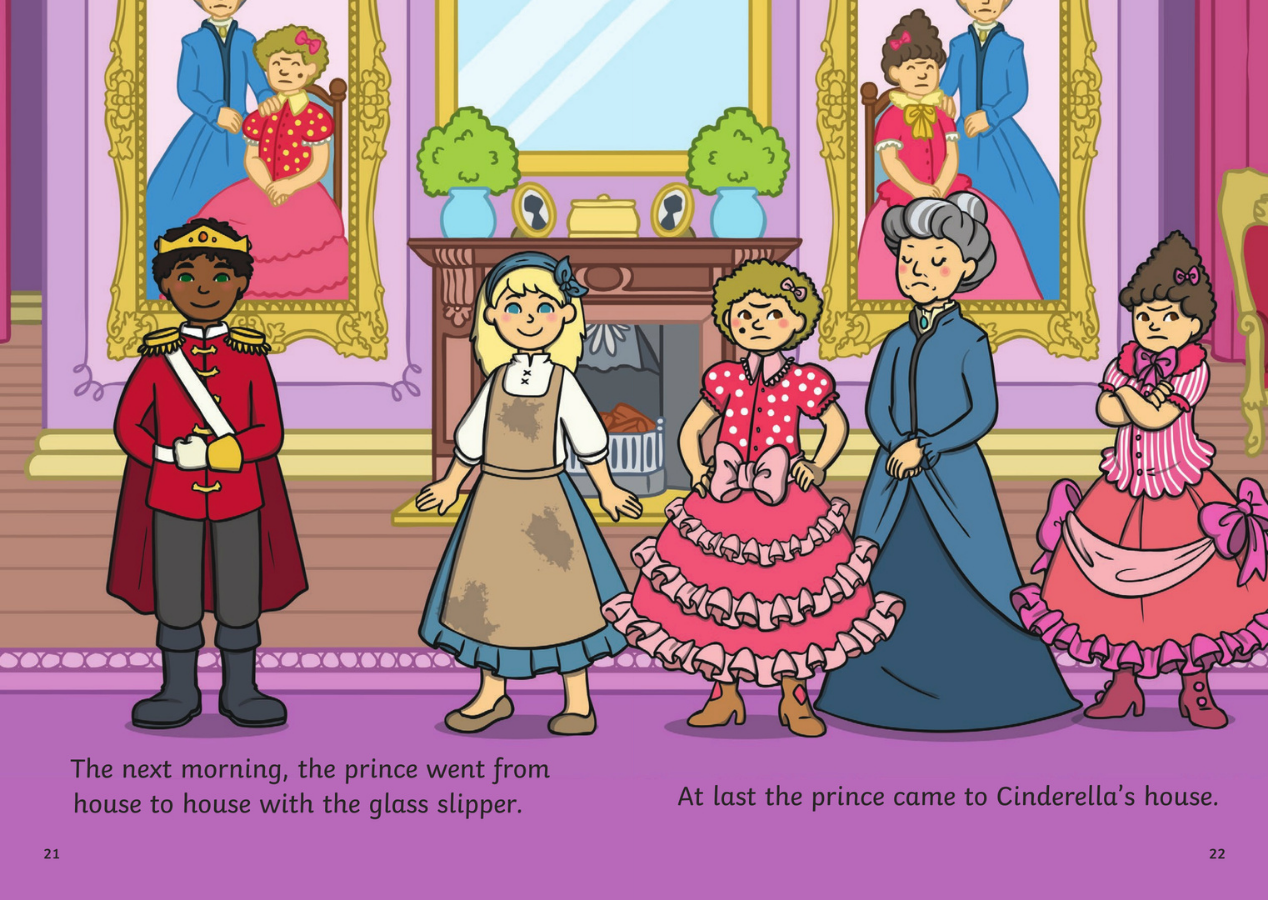 The next morning, the prince went from
house to house with the glass slipper.
At last the prince came to Cinderella's house.
21
22